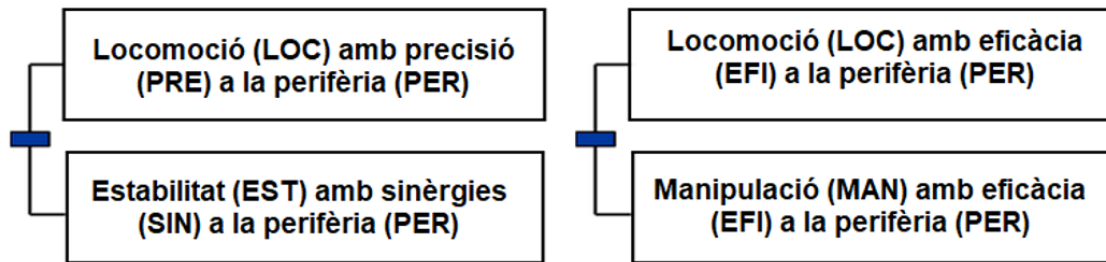 Locomoció (LOC) amb precisió
(PRE) a la perifèria (PER)
Estabilitat (EST) amb sinèrgies
(SIN) a la perifèria (PER)
Locomoció (LOC) amb eficàcia
(EFI) a la perifèria (PER)
Manipulació (MAN) amb eficàcia
(EFI) a la perifèria (PER)